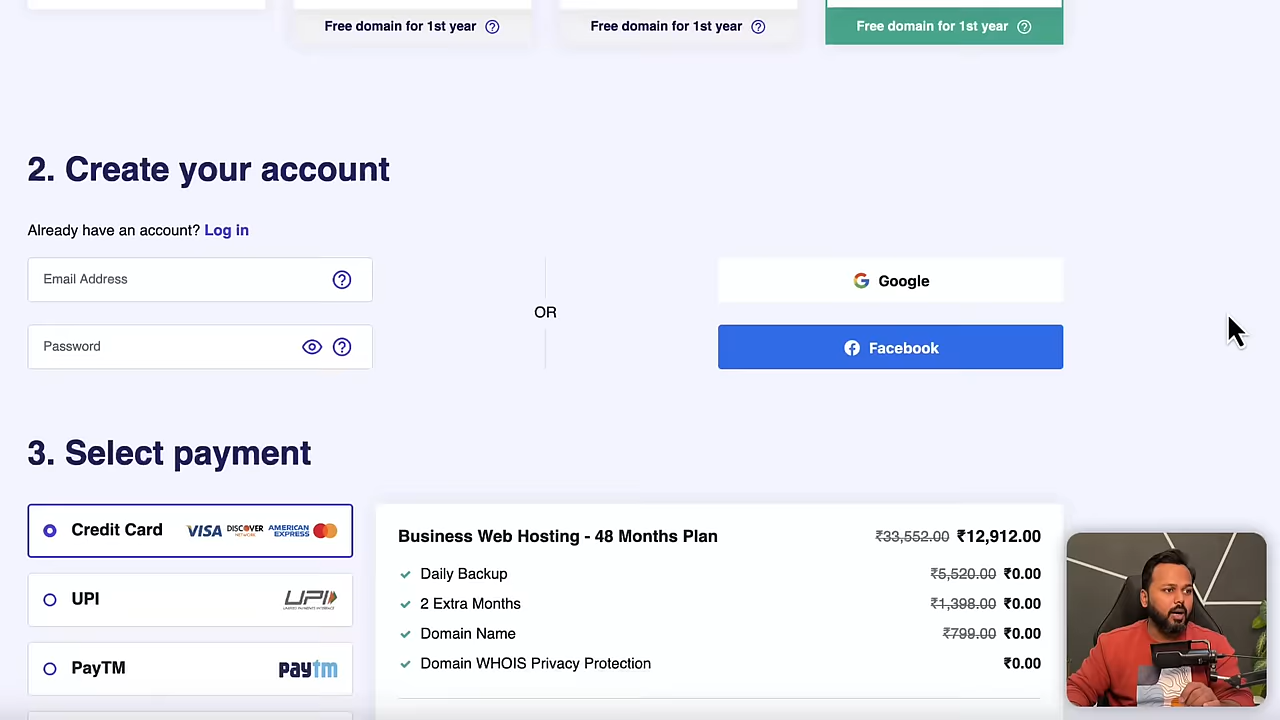 Free domain for 1st year
Free domain for 1st year
Free domain for 1st year
2. Create your account
Already have an account? Log in
Email Address
OR
Google
Password
Facebook
3. Select payment
Credit Card VISA DISCOVER NETWORK AMERICAN EXPRESS
UPI UPI UNIFIED PAYMENTS INTERFACE
PayTM paytm
Business Web Hosting - 48 Months Plan ₹33,552.00 ₹12,912.00
Daily Backup ₹5,520.00 ₹0.00
2 Extra Months ₹1,398.00 ₹0.00
Domain Name ₹799.00 ₹0.00
Domain WHOIS Privacy Protection ₹0.00